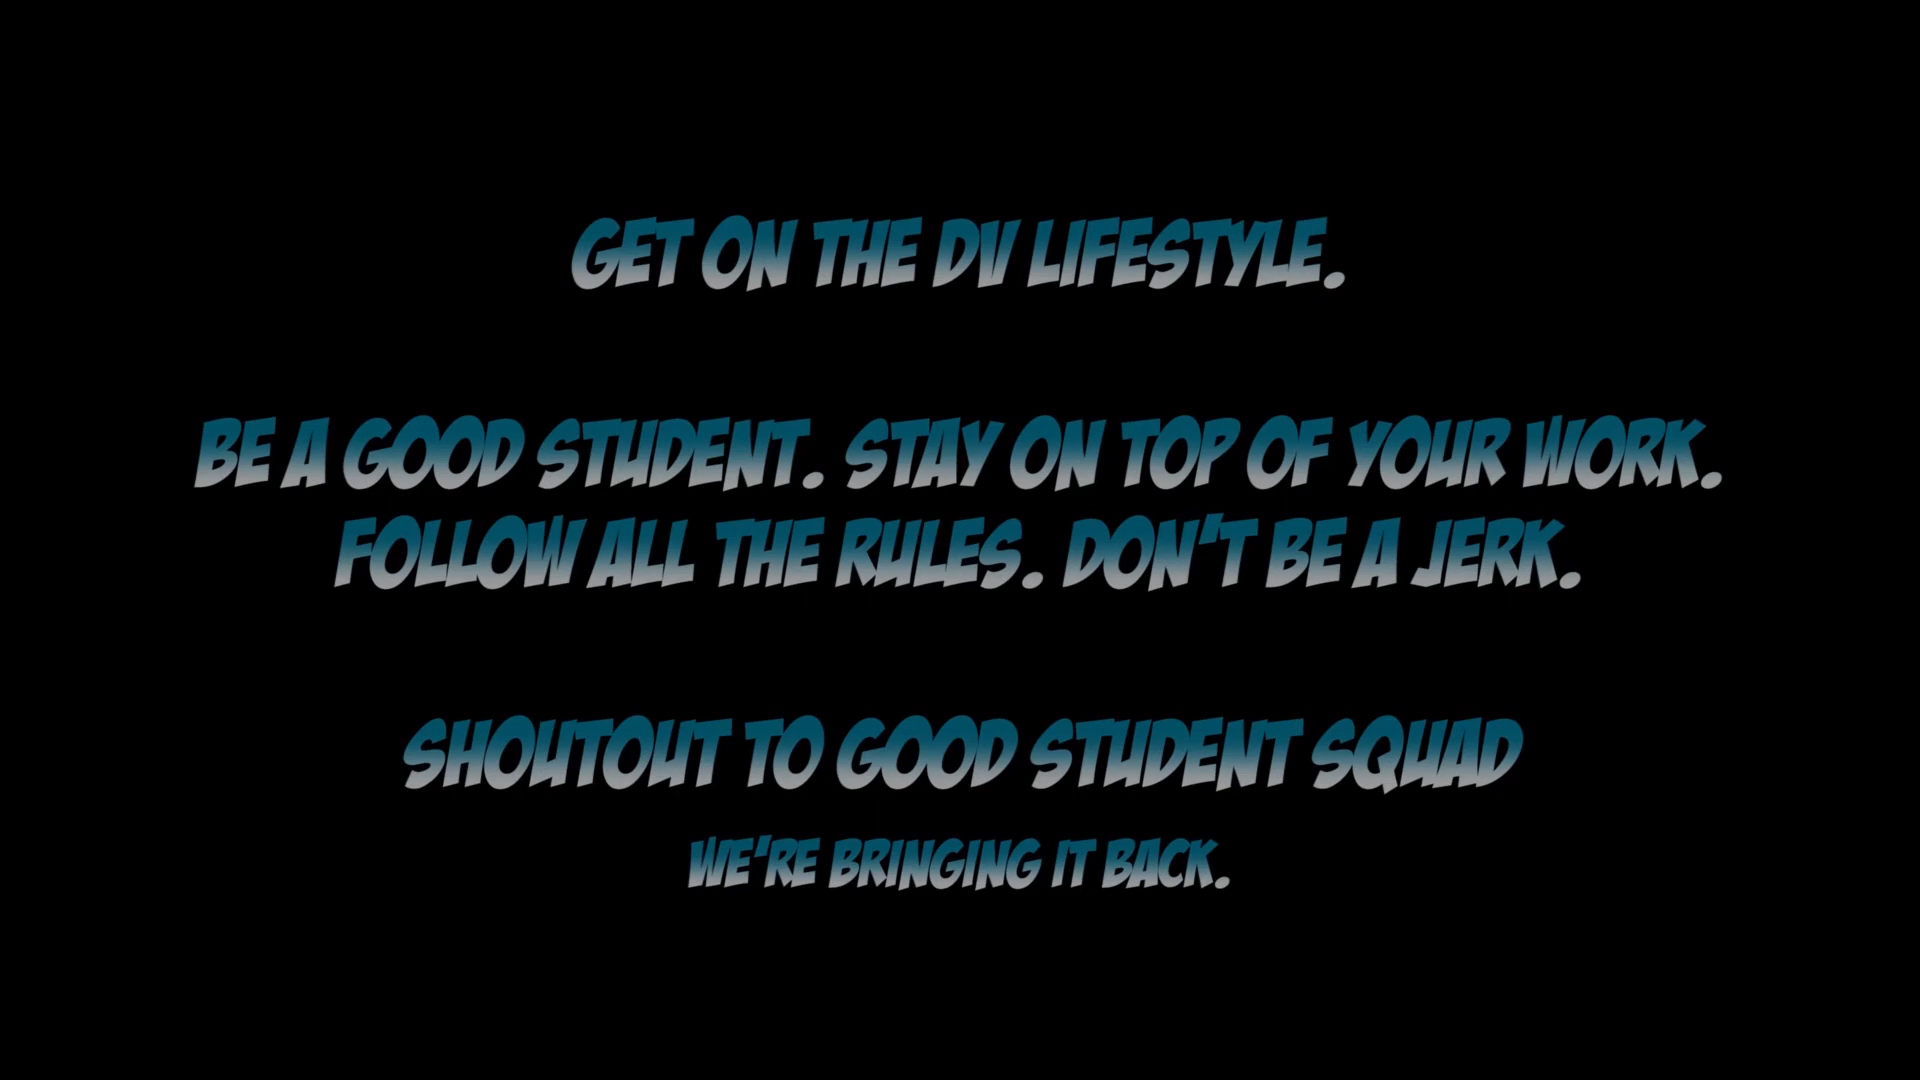 GET ON THE DV LIFESTYLE.
BE A GOOD STUDENT. STAY ON TOP OF YOUR WORK.
FOLLOW ALL THE RULES. DON'T BE A JERK.
SHOUTOUT TO GOOD STUDENT SQUAD
WE'RE BRINGING IT BACK.